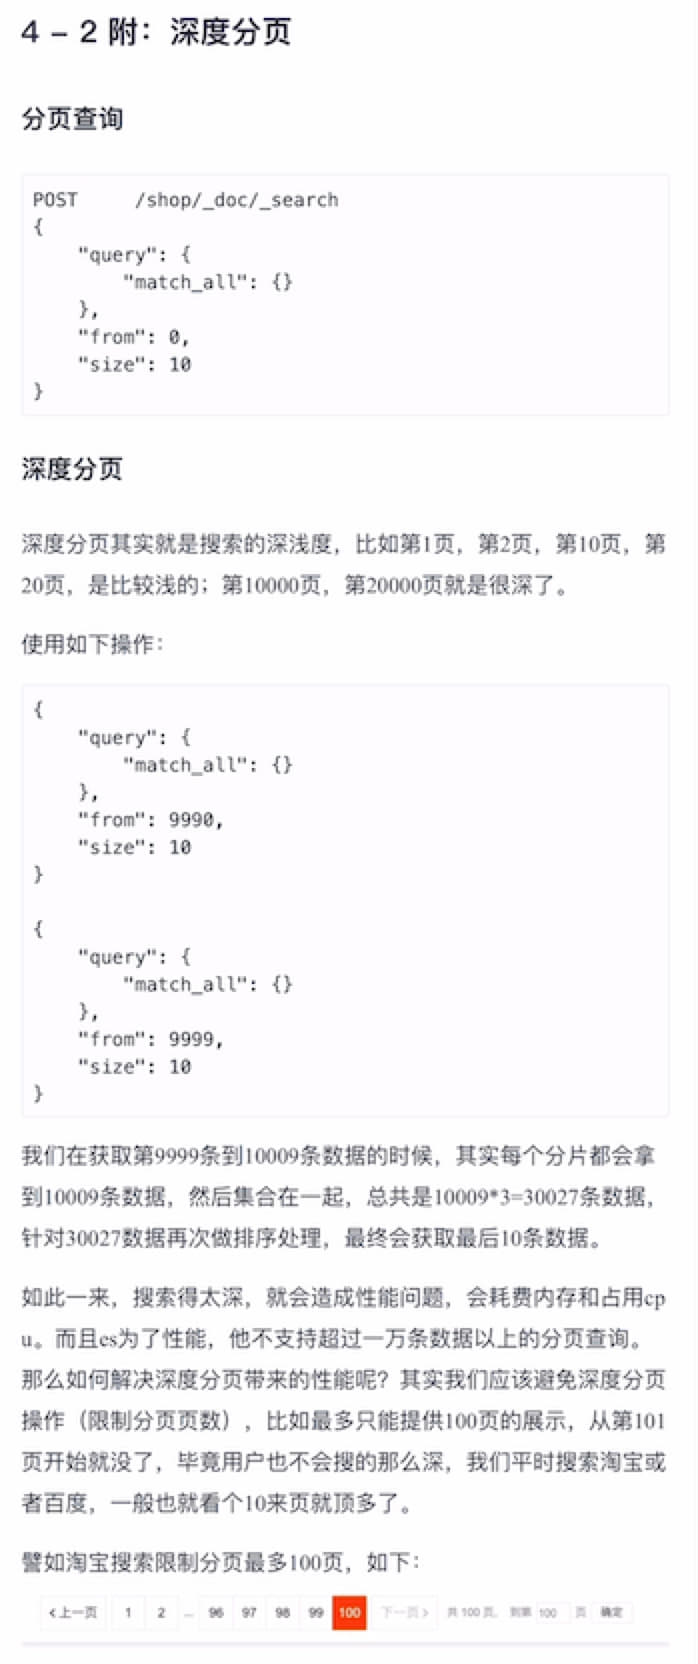 4 – 2 附：深度分页
分页查询
POST     /shop/_doc/_search
{
    "query": {
        "match_all": {}
    },
    "from": 0,
    "size": 10
}
深度分页
深度分页其实就是搜索的深浅度，比如第1页，第2页，第10页，第
20页，是比较浅的；第10000页，第20000页就是很深了。
使用如下操作：
{
    "query": {
        "match_all": {}
    },
    "from": 9990,
    "size": 10
}
{
    "query": {
        "match_all": {}
    },
    "from": 9999,
    "size": 10
}
我们在获取第9999条到10009条数据的时候，其实每个分片都会拿
到10009条数据，然后集合在一起，总共是10009*3=30027条数据，
针对30027数据再次做排序处理，最终会获取最后10条数据。
如此一来，搜索得太深，就会造成性能问题，会耗费内存和占用cp
u。而且es为了性能，他不支持超过一万条数据以上的分页查询。
那么如何解决深度分页带来的性能呢？其实我们应该避免深度分页
操作（限制分页页数），比如最多只能提供100页的展示，从第101
页开始就没了，毕竟用户也不会搜的那么深，我们平时搜索淘宝或
者百度，一般也就看个10来页就顶多了。
譬如淘宝搜索限制分页最多100页，如下：
<上一页 1 2 ... 96 97 98 99 100 下一页> 共 100 页， 到第 100 页 确定